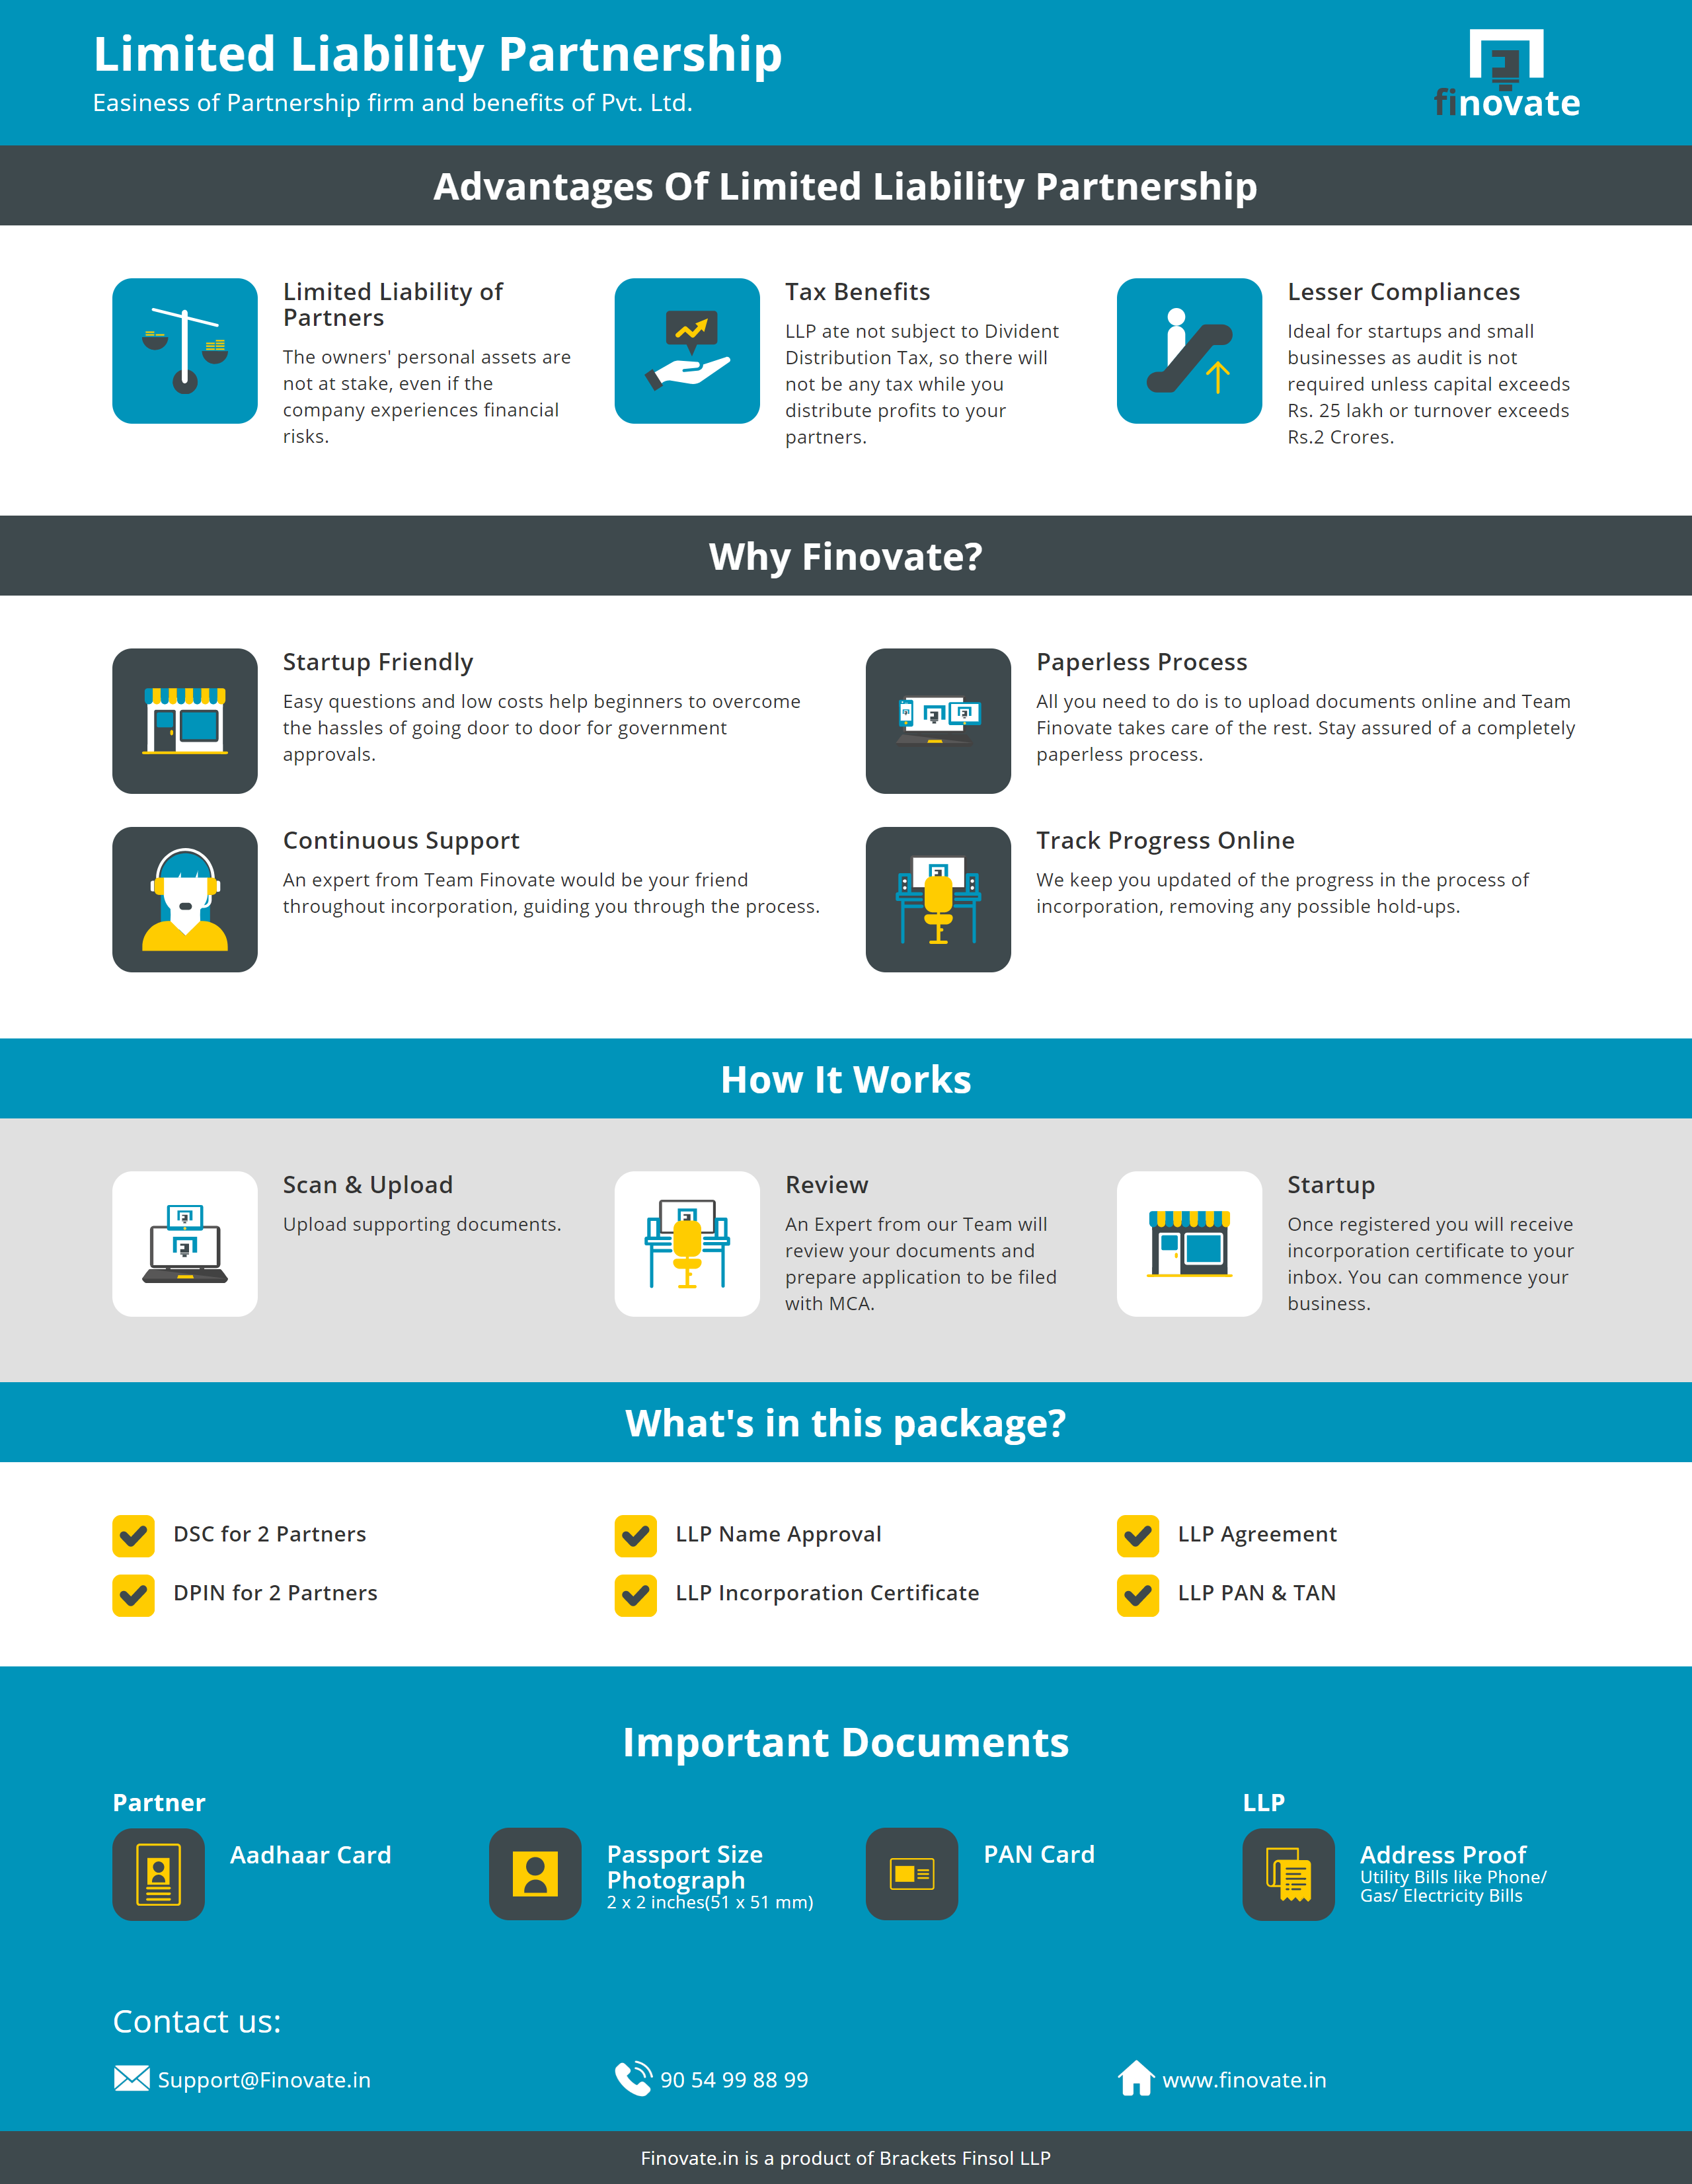 Limited Liability Partnership
Easiness of Partnership firm and benefits of Pvt. Ltd.
finovate
Advantages Of Limited Liability Partnership
Limited Liability of
Partners
The owners' personal assets are
not at stake, even if the
company experiences financial
risks.
Tax Benefits
LLP ate not subject to Divident
Distribution Tax, so there will
not be any tax while you
distribute profits to your
partners.
Lesser Compliances
Ideal for startups and small
businesses as audit is not
required unless capital exceeds
Rs. 25 lakh or turnover exceeds
Rs.2 Crores.
Why Finovate?
Startup Friendly
Easy questions and low costs help beginners to overcome
the hassles of going door to door for government
approvals.
Paperless Process
All you need to do is to upload documents online and Team
Finovate takes care of the rest. Stay assured of a completely
paperless process.
Continuous Support
An expert from Team Finovate would be your friend
throughout incorporation, guiding you through the process.
Track Progress Online
We keep you updated of the progress in the process of
incorporation, removing any possible hold-ups.
How It Works
Scan & Upload
Upload supporting documents.
Review
An Expert from our Team will
review your documents and
prepare application to be filed
with MCA.
Startup
Once registered you will receive
incorporation certificate to your
inbox. You can commence your
business.
What's in this package?
DSC for 2 Partners
LLP Name Approval
LLP Agreement
DPIN for 2 Partners
LLP Incorporation Certificate
LLP PAN & TAN
Important Documents
Partner
Aadhaar Card
Passport Size
Photograph
2 x 2 inches(51 x 51 mm)
PAN Card
LLP
Address Proof
Utility Bills like Phone/
Gas/ Electricity Bills
Contact us:
Support@Finovate.in
90 54 99 88 99
www.finovate.in
Finovate.in is a product of Brackets Finsol LLP